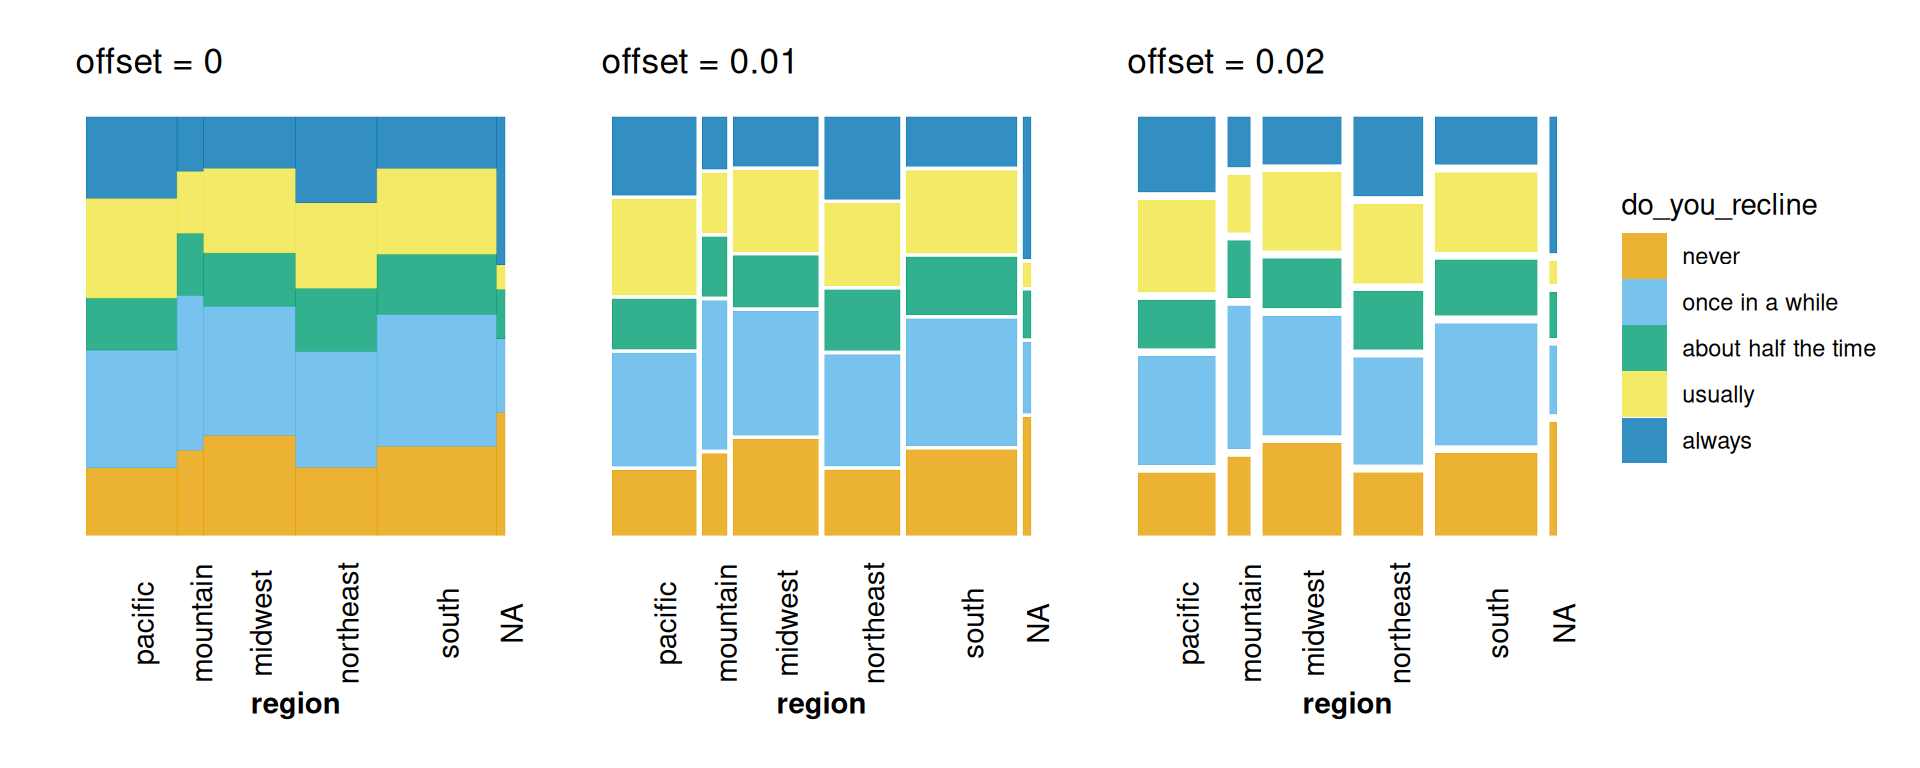 offset = 0
pacific
mountain
midwest
northeast
south
NA
region
offset = 0.01
pacific
mountain
midwest
northeast
south
NA
region
offset = 0.02
pacific
mountain
midwest
northeast
south
NA
region
do_you_recline
never
once in a while
about half the time
usually
always